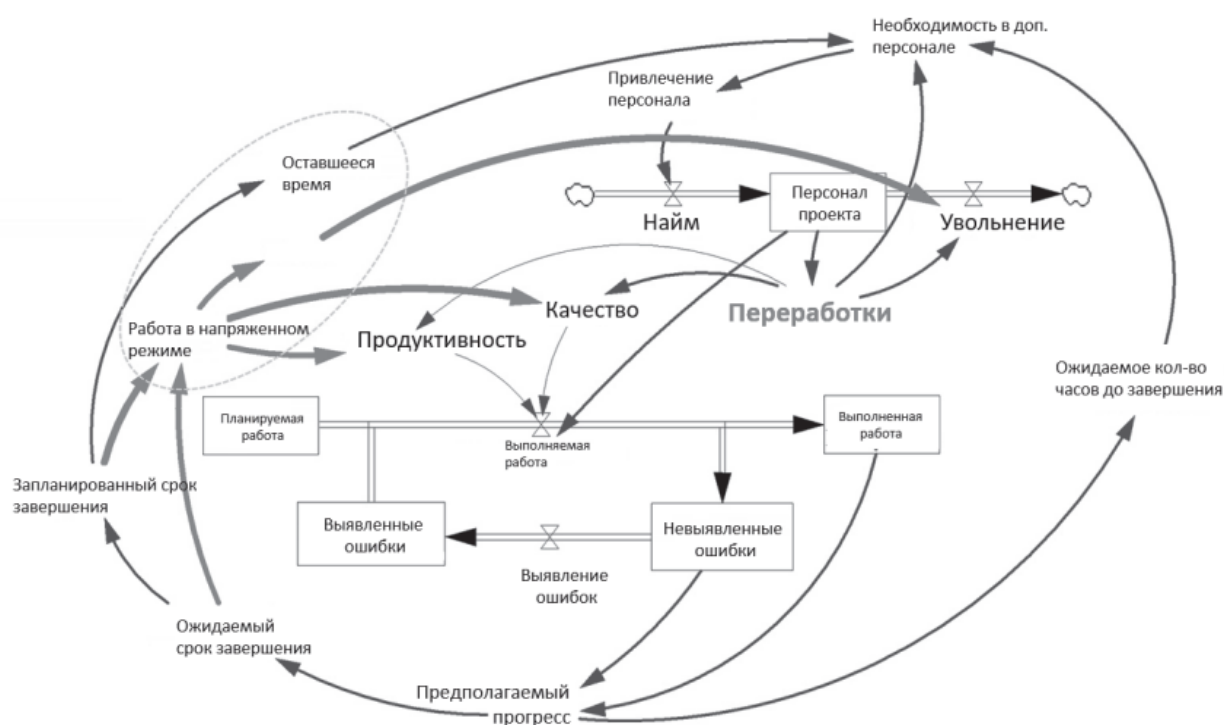 Необходимость в доп.
персонале
Привлечение
персонала
Оставшееся
время
Персонал
проекта
Найм
Увольнение
Качество
Переработки
Работа в напряженном
режиме
Продуктивность
Ожидаемое кол-во
часов до завершения
Планируемая
работа
Выполняемая
работа
Выполненная
работа
Запланированный срок
завершения
Выявленные
ошибки
Невыявленные
ошибки
Выявление
ошибок
Ожидаемый
срок завершения
Предполагаемый
прогресс